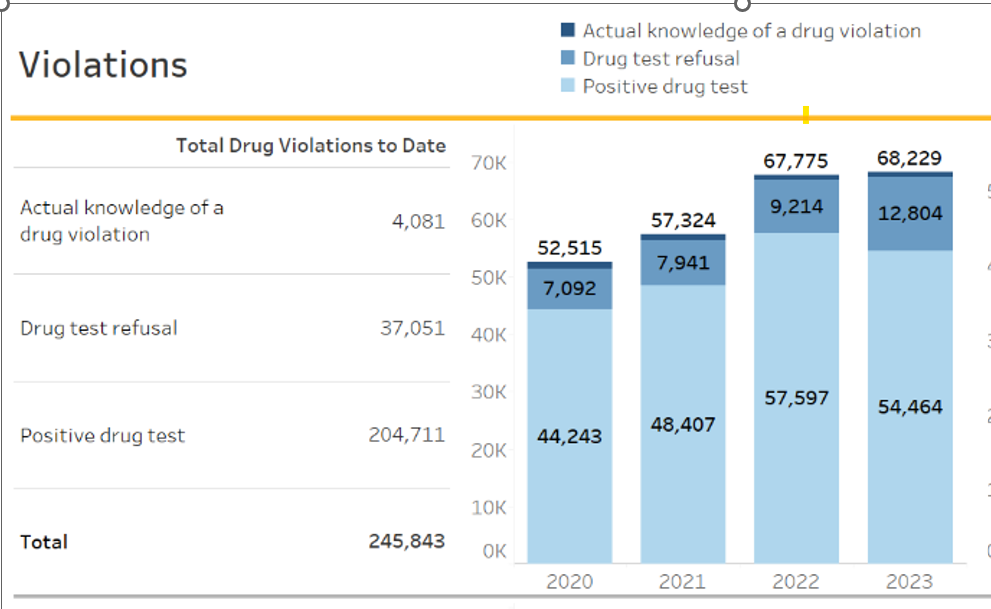 Violations
Actual knowledge of a drug violation
Drug test refusal
Positive drug test
Total Drug Violations to Date
Actual knowledge of a
drug violation
4,081
Drug test refusal
37,051
Positive drug test
204,711
Total
245,843
70K
60K
50K
40K
30K
20K
10K
0K
52,515
7,092
44,243
57,324
7,941
48,407
67,775
9,214
57,597
68,229
12,804
54,464
2020
2021
2022
2023